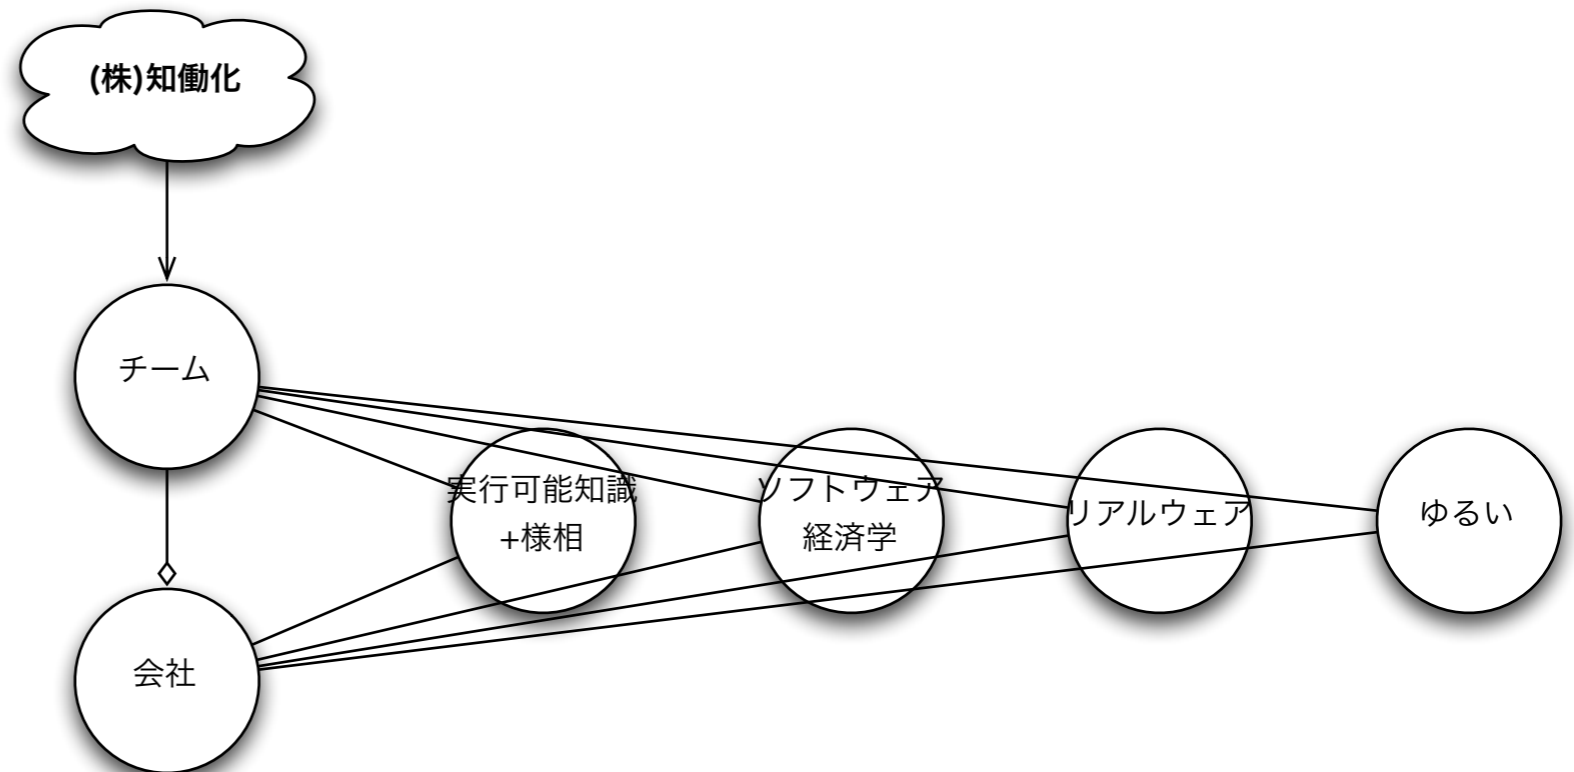 (株)知働化
チーム
実行可能知識
+様相
ソフトウェア
経済学
リアルウェア
ゆるい
会社